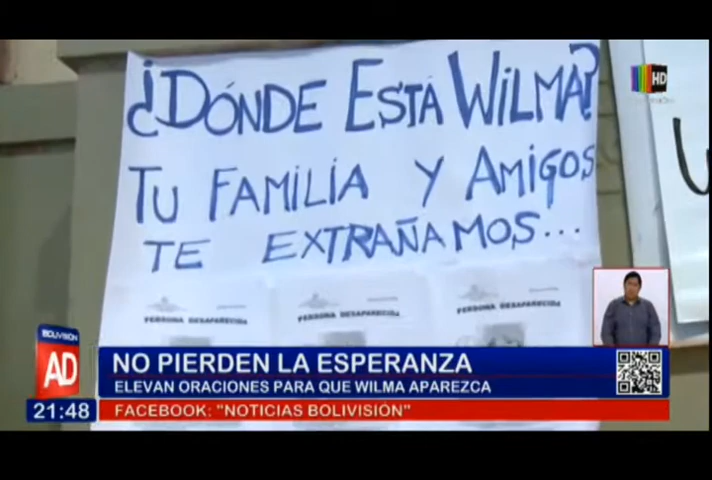 ¿DÓNDE ESTÁ WILMA?
TU FAMILIA Y AMIGOS
TE EXTRAÑAMOS...
HD
PERSONA DESAPARECIDA
PERSONA DESAPARECIDA
PERSONA DESAPARECIDA
BOLIVISIÓN
AD
NO PIERDEN LA ESPERANZA
ELEVAN ORACIONES PARA QUE WILMA APAREZCA
21:48
FACEBOOK: "NOTICIAS BOLIVISIÓN"